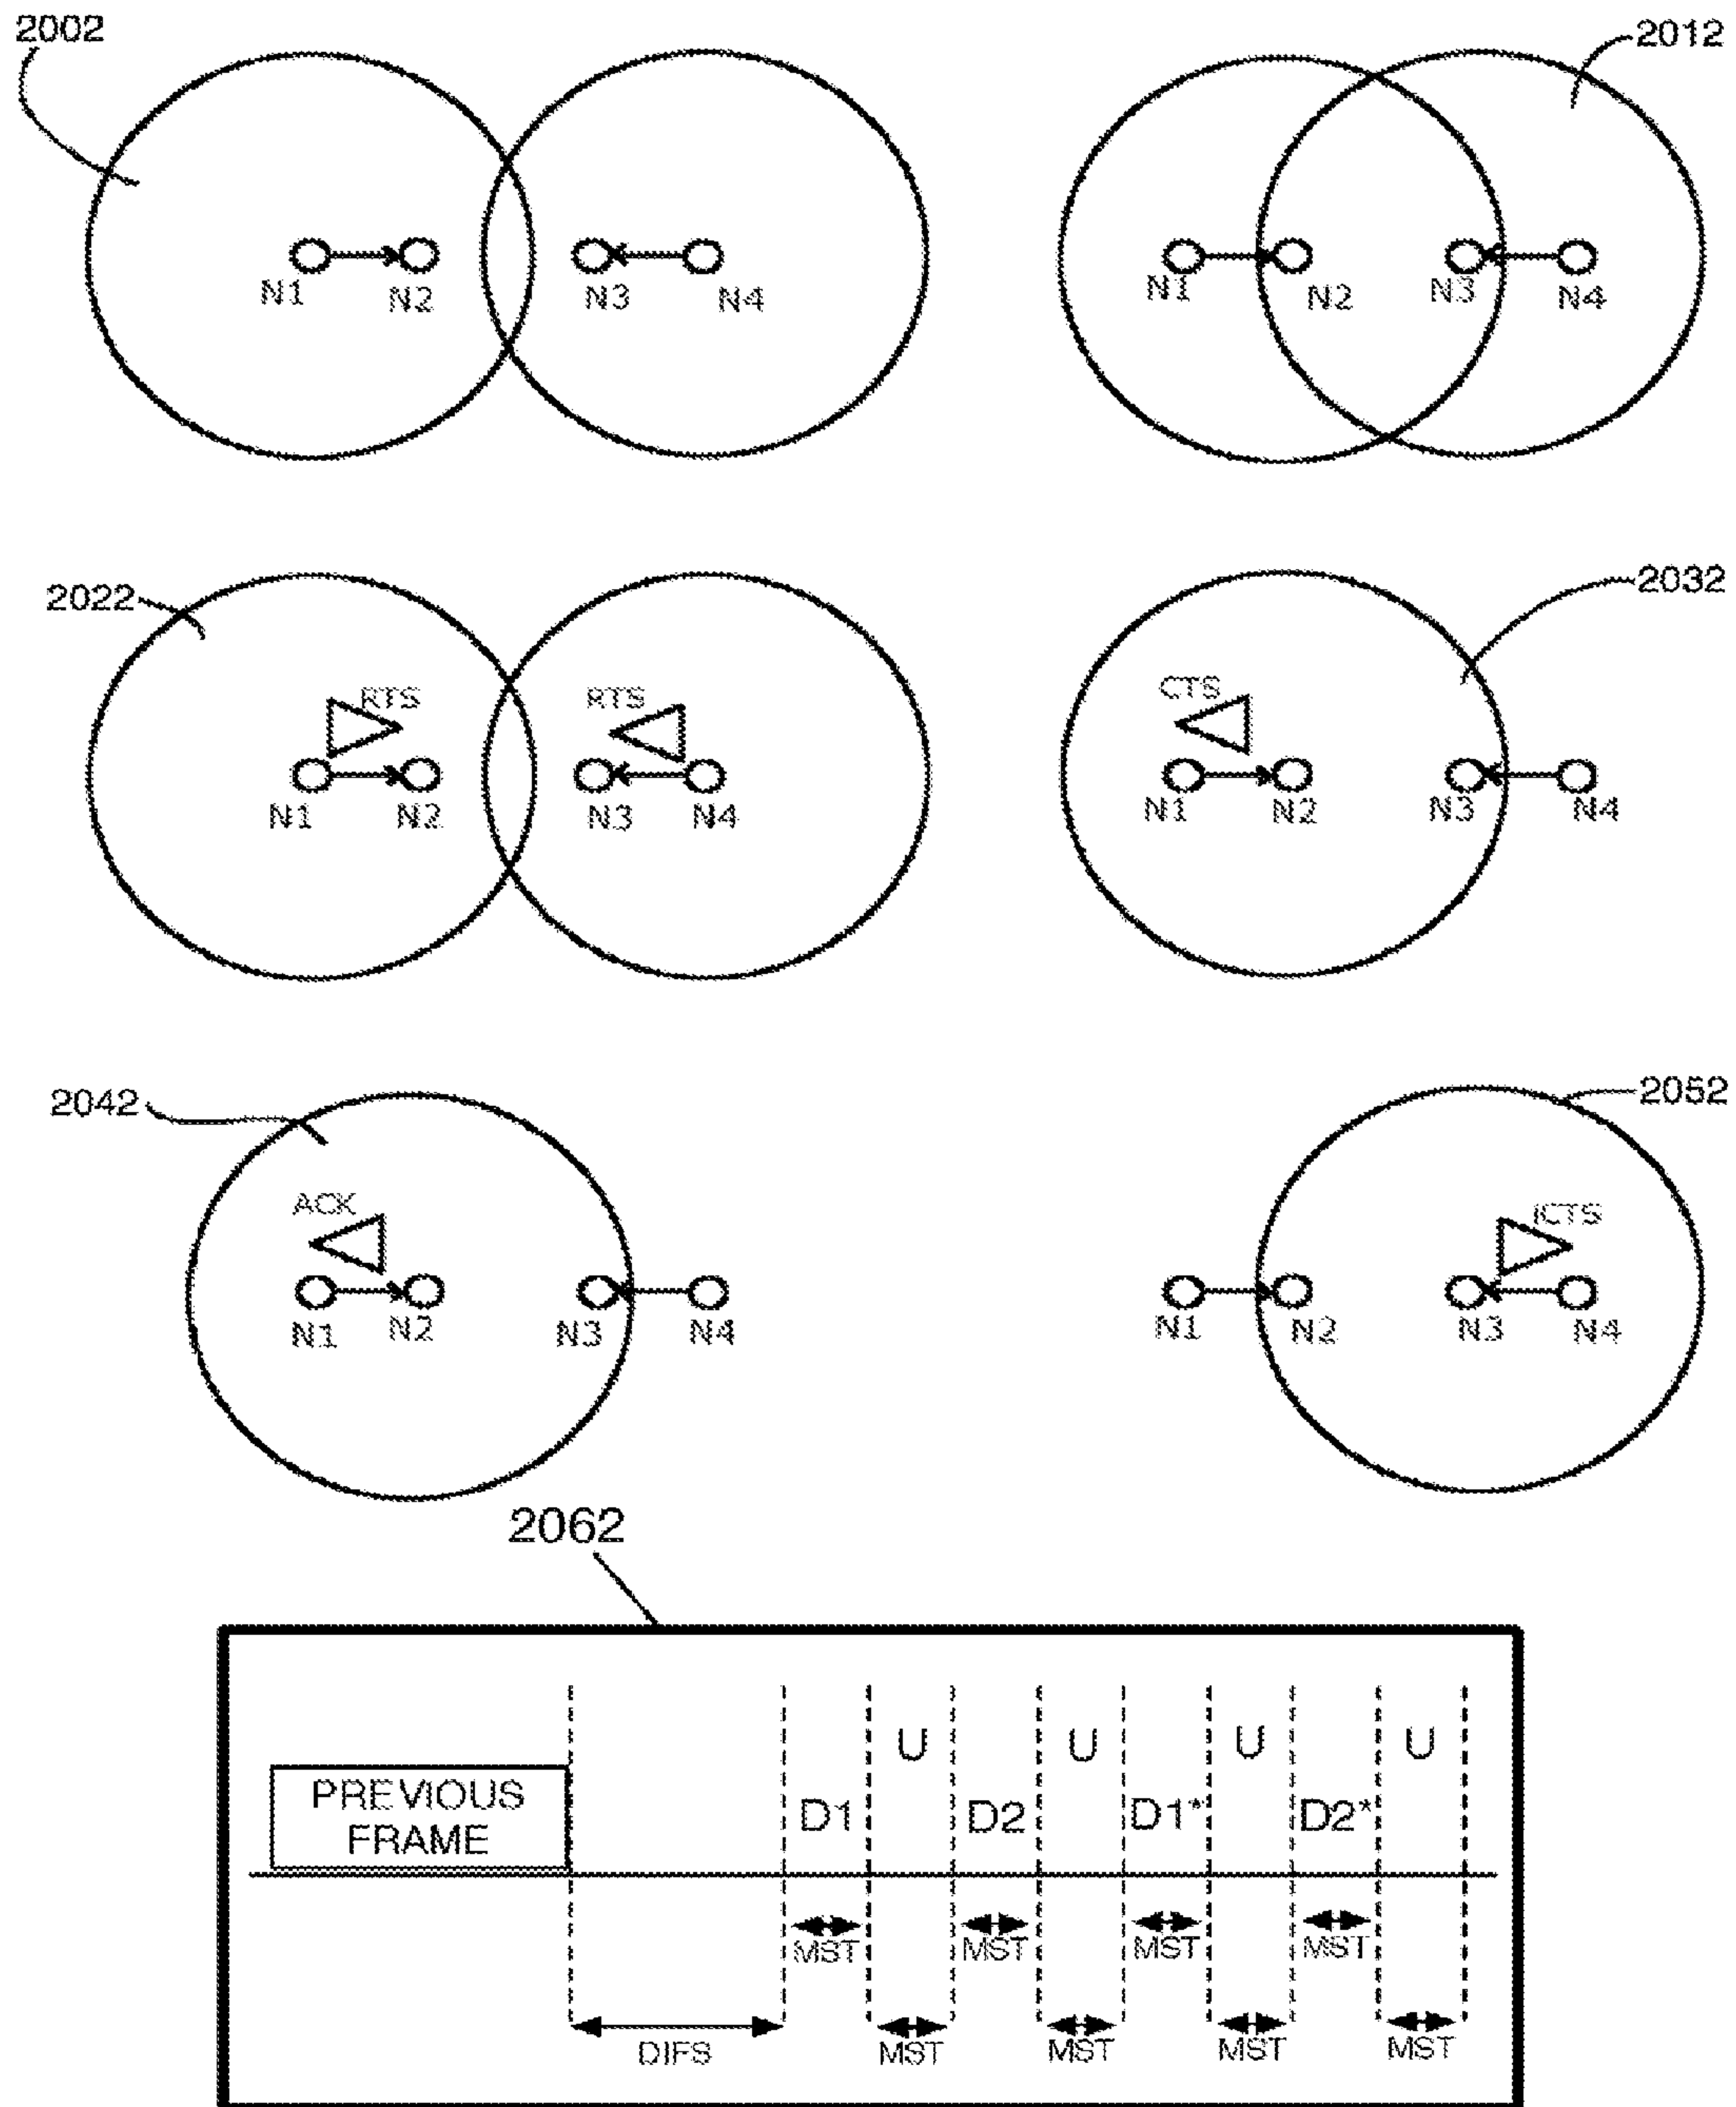 2002
2012
N1 N2 N3 N4
N1 N2 N3 N4
2022
2032
RTS RTS
CTS
N1 N2 N3 N4
N1 N2 N3 N4
2042
2052
ACK
iCTS
N1 N2 N3 N4
N1 N2 N3 N4
2062
U U U U
PREVIOUS
FRAME
D1 D2 D1* D2*
MST MST MST MST
DIFS MST MST MST MST